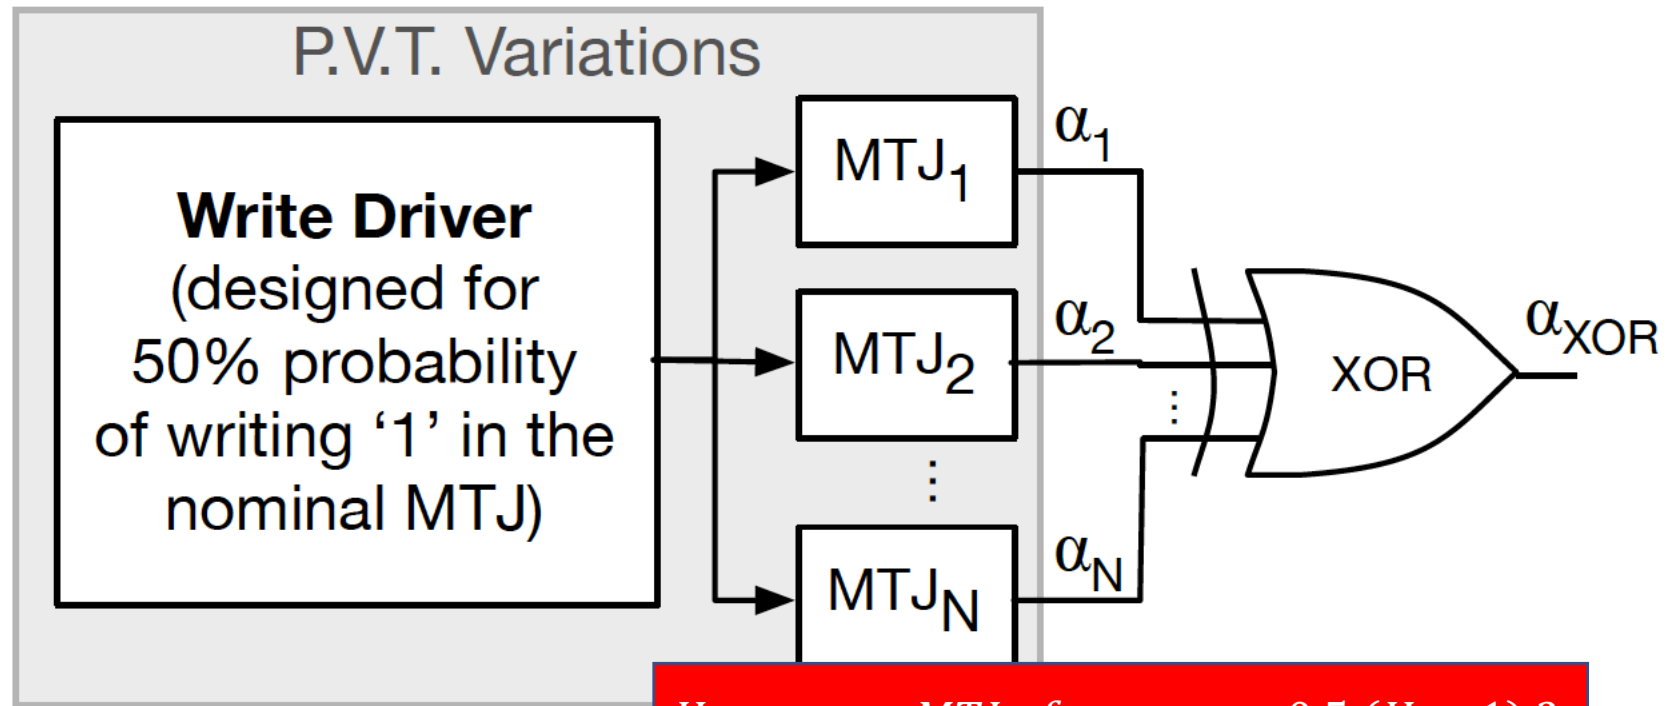 P.V.T. Variations
Write Driver
(designed for
50% probability
of writing ‘1’ in the
nominal MTJ)
MTJ1
α1
MTJ2
α2
⋮
⋮
MTJN
αN
XOR
αXOR